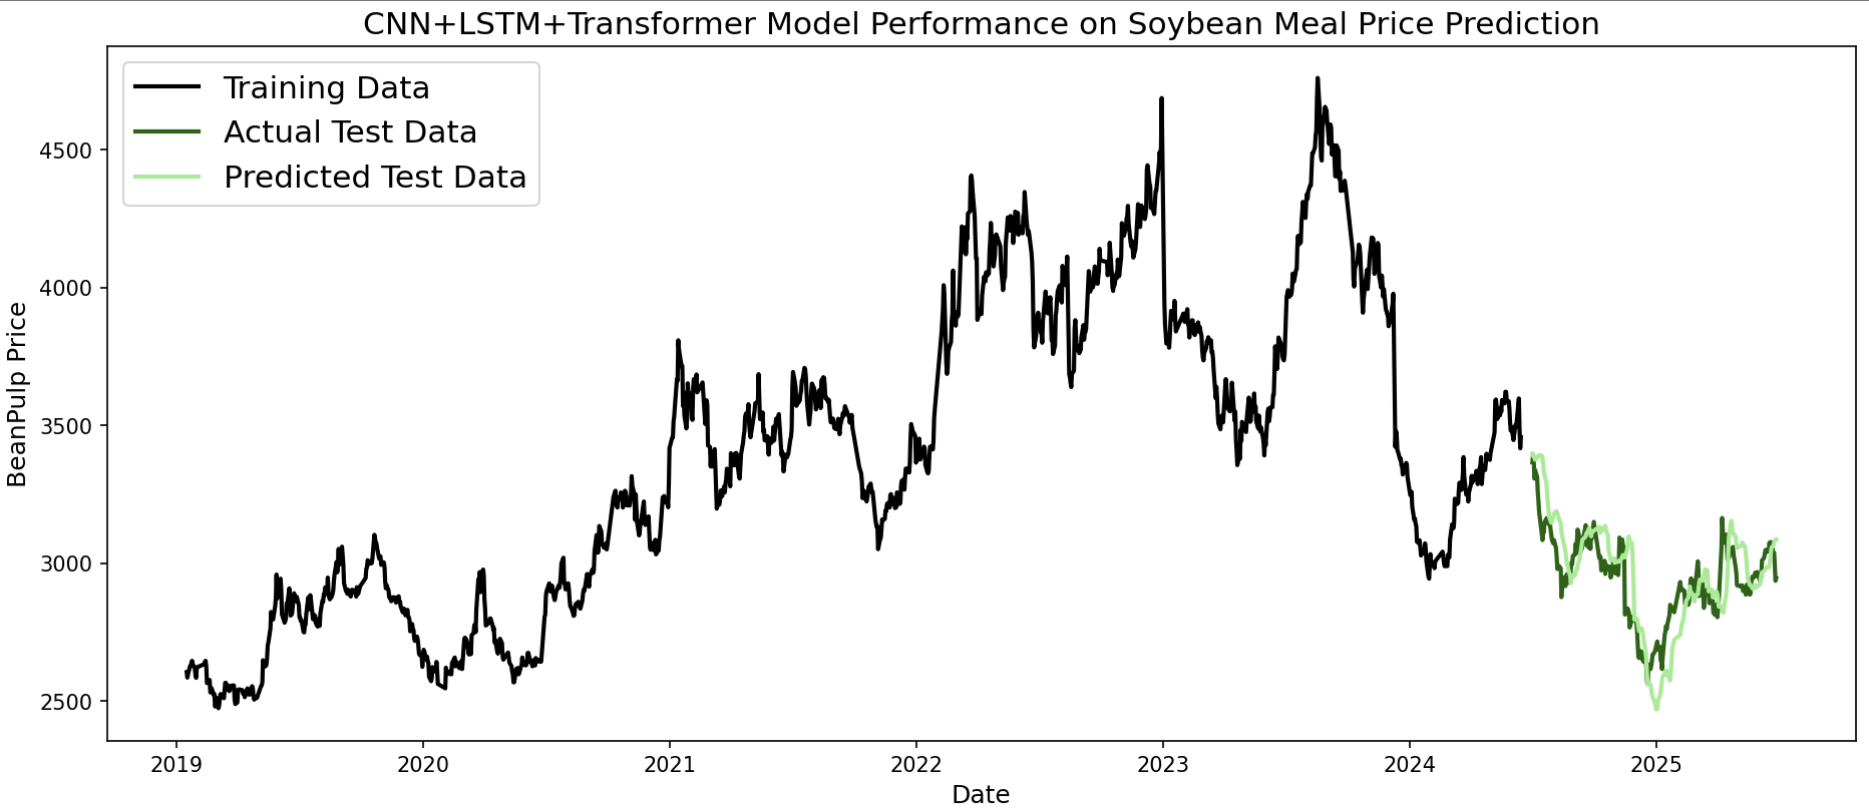 CNN+LSTM+Transformer Model Performance on Soybean Meal Price Prediction
Training Data
Actual Test Data
Predicted Test Data
BeanPulp Price
4500
4000
3500
3000
2500
2019 2020 2021 2022 2023 2024 2025
Date